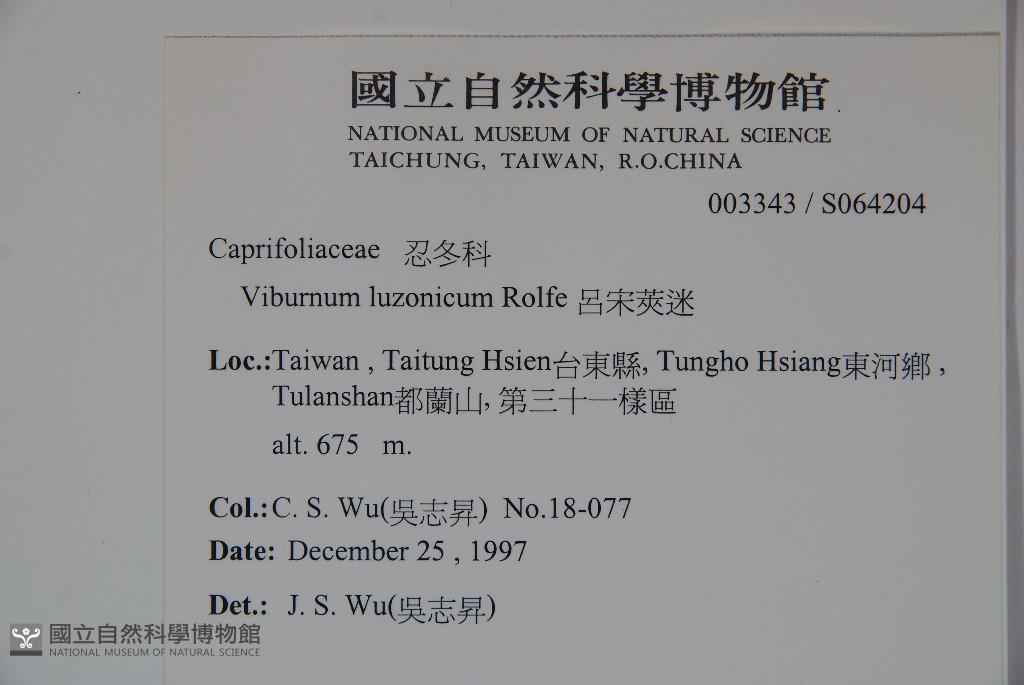 國立自然科學博物館
NATIONAL MUSEUM OF NATURAL SCIENCE
TAICHUNG, TAIWAN, R.O.CHINA
003343 / S064204
Caprifoliaceae 忍冬科
Viburnum luzonicum Rolfe 呂宋莢迷
Loc.:Taiwan , Taitung Hsien台東縣, Tungho Hsiang東河鄉 ,
Tulanshan都蘭山, 第三十一樣區
alt. 675 m.
Col.:C. S. Wu(吳志昇) No.18-077
Date: December 25 , 1997
Det.: J. S. Wu(吳志昇)
國立自然科學博物館
NATIONAL MUSEUM OF NATURAL SCIENCE